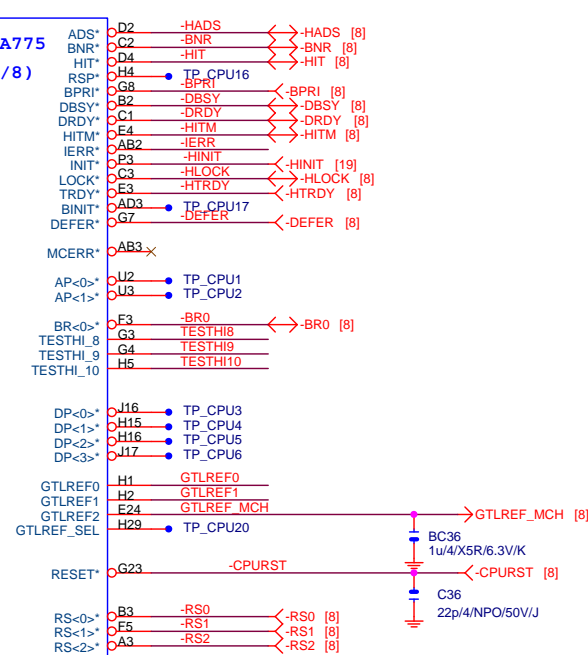 A775
/8)
ADS* D2 -HADS -HADS [8]
BNR* C2 -BNR -BNR [8]
HIT* D4 -HIT -HIT [8]
RSP* H4 TP_CPU16
BPRI* G8 -BPRI -BPRI [8]
DBSY* B2 -DBSY -DBSY [8]
DRDY* C1 -DRDY -DRDY [8]
HITM* E4 -HITM -HITM [8]
IERR* AB2 -IERR
INIT* P3 -HINIT -HINIT [19]
LOCK* C3 -HLOCK -HLOCK [8]
TRDY* E3 -HTRDY -HTRDY [8]
BINIT* AD3 TP_CPU17
DEFER* G7 -DEFER -DEFER [8]
MCERR* AB3
AP<0>* U2 TP_CPU1
AP<1>* U3 TP_CPU2
BR<0>* F3 -BR0 -BR0 [8]
TESTHI_8 G3 TESTHI8
TESTHI_9 G4 TESTHI9
TESTHI_10 H5 TESTHI10
DP<0>* J16 TP_CPU3
DP<1>* H15 TP_CPU4
DP<2>* H16 TP_CPU5
DP<3>* J17 TP_CPU6
GTLREF0 H1 GTLREF0
GTLREF1 H2 GTLREF1
GTLREF2 E24 GTLREF_MCH GTLREF_MCH [8]
GTLREF_SEL H29 TP_CPU20
BC36
1u/4/X5R/6.3V/K
RESET* G23 -CPURST -CPURST [8]
C36
22p/4/NPO/50V/J
RS<0>* B3 -RS0 -RS0 [8]
RS<1>* F5 -RS1 -RS1 [8]
RS<2>* A3 -RS2 -RS2 [8]